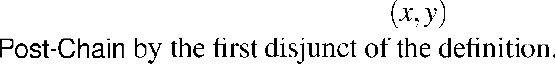 (x, y)
Post-Chain by the first disjunct of the definition.